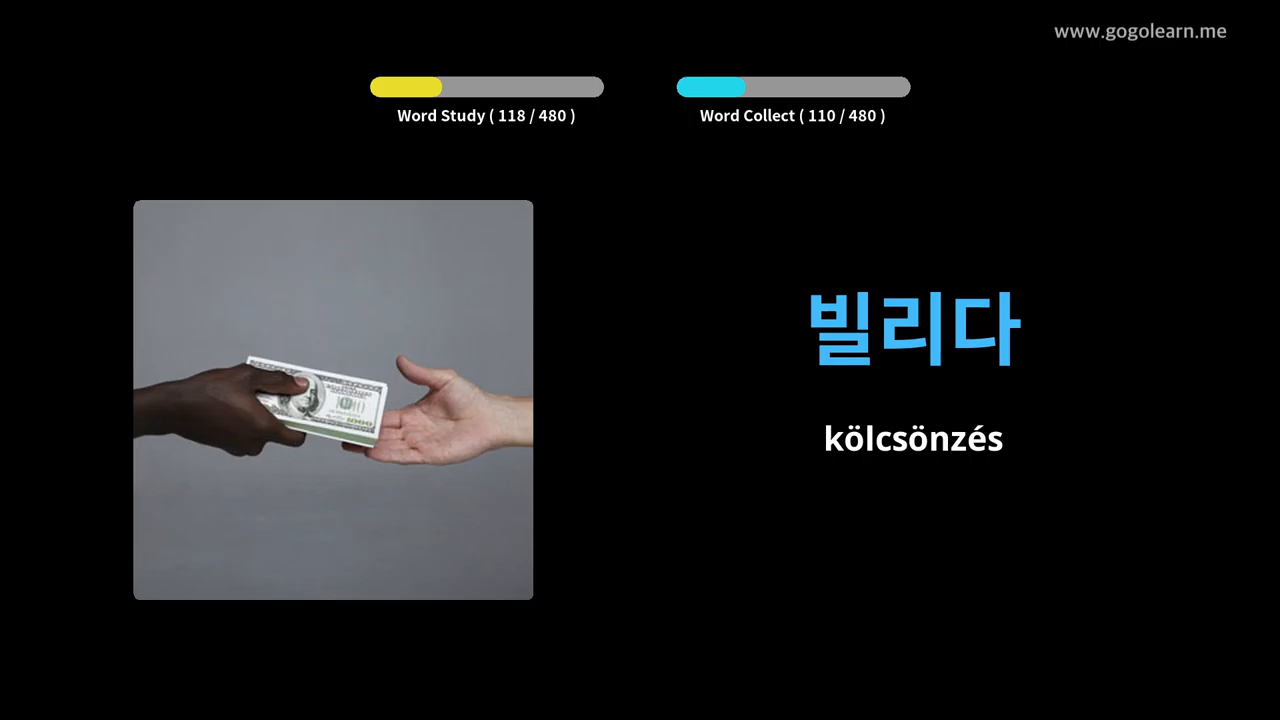 www.gogolearn.me
Word Study ( 118 / 480 )
Word Collect ( 110 / 480 )
빌리다
kölcsönzés